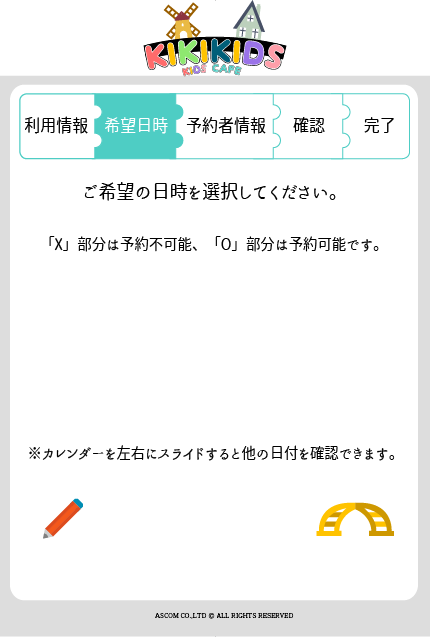 KIKIKIDS
KIDS CAFE
利用情報 希望日時 予約者情報 確認 完了
ご希望の日時を選択してください。
「X」部分は予約不可能、「O」部分は予約可能です。
※カレンダーを左右にスライドすると他の日付を確認できます。
ASCOM CO.,LTD © ALL RIGHTS RESERVED